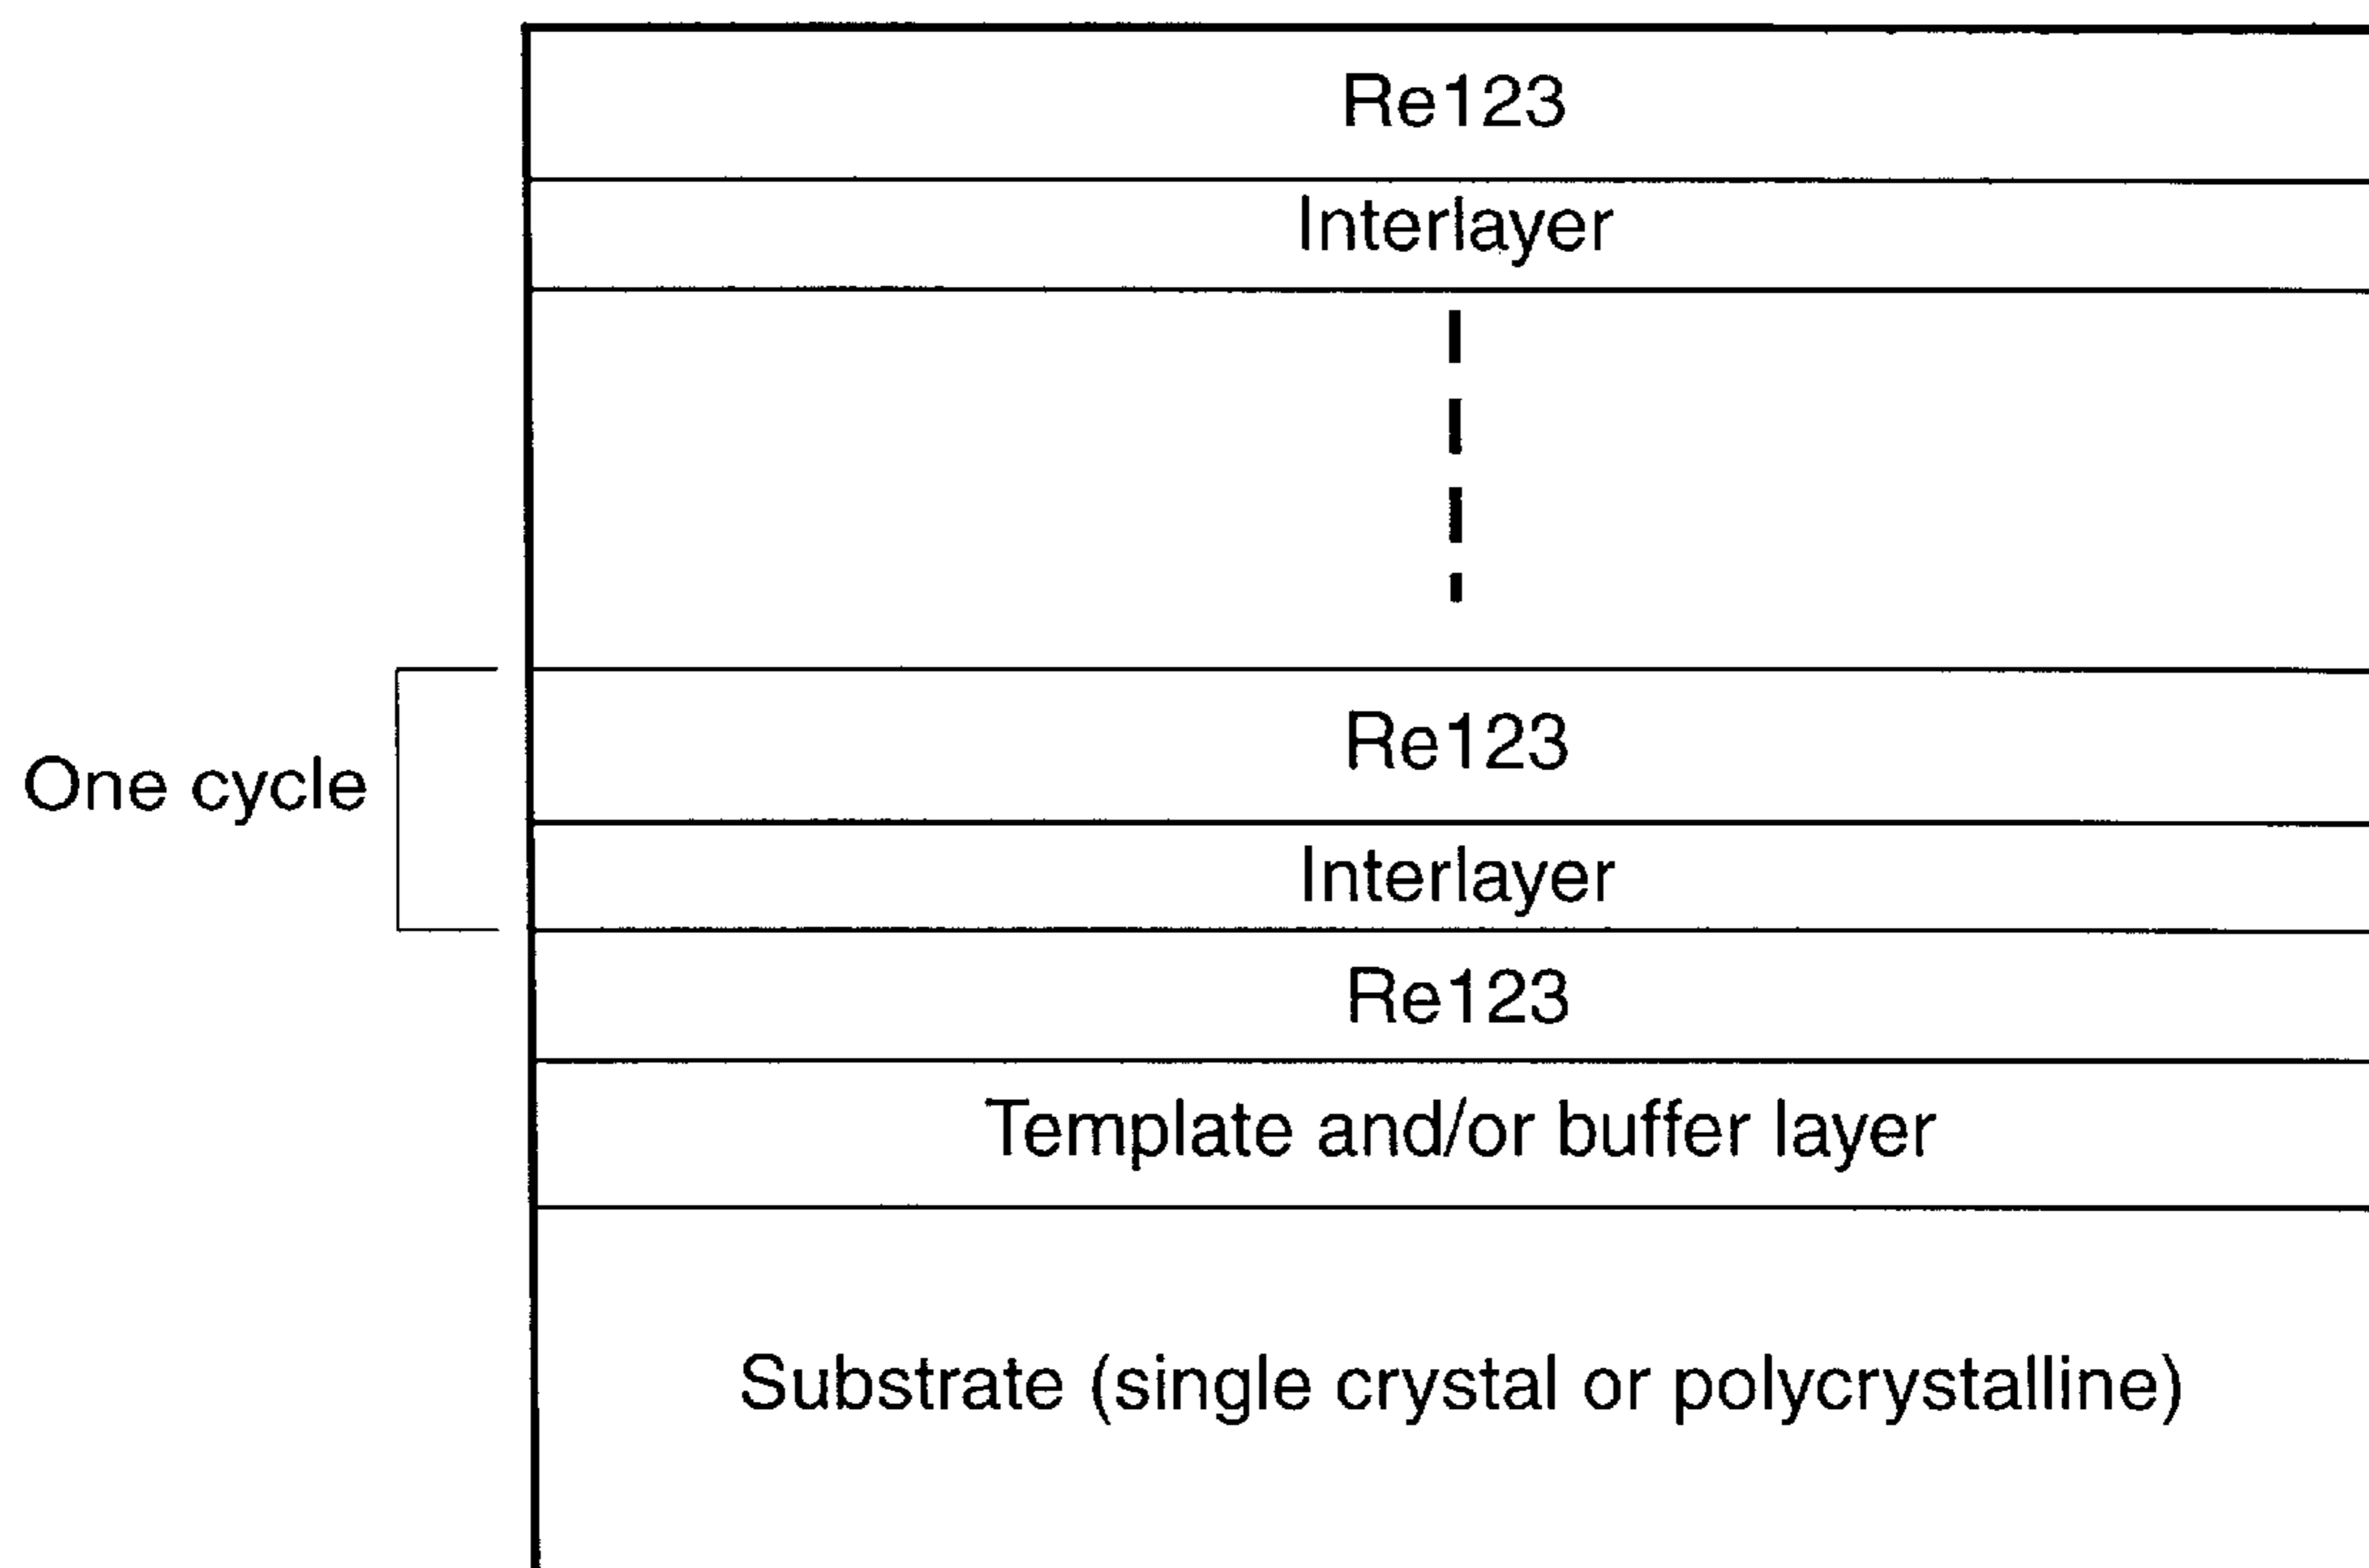 Re123
Interlayer
Re123
One cycle
Interlayer
Re123
Template and/or buffer layer
Substrate (single crystal or polycrystalline)